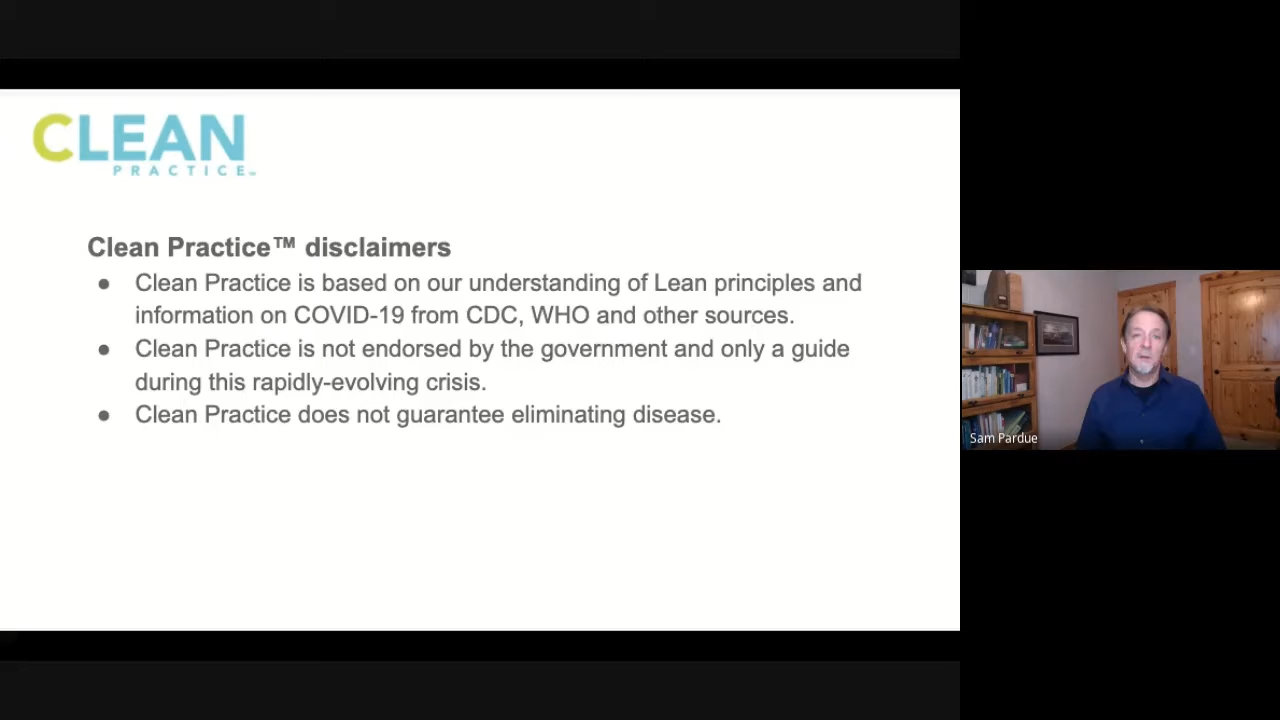 CLEAN
PRACTICE™
Clean Practice™ disclaimers
● Clean Practice is based on our understanding of Lean principles and
information on COVID-19 from CDC, WHO and other sources.
● Clean Practice is not endorsed by the government and only a guide
during this rapidly-evolving crisis.
● Clean Practice does not guarantee eliminating disease.
Sam Pardue